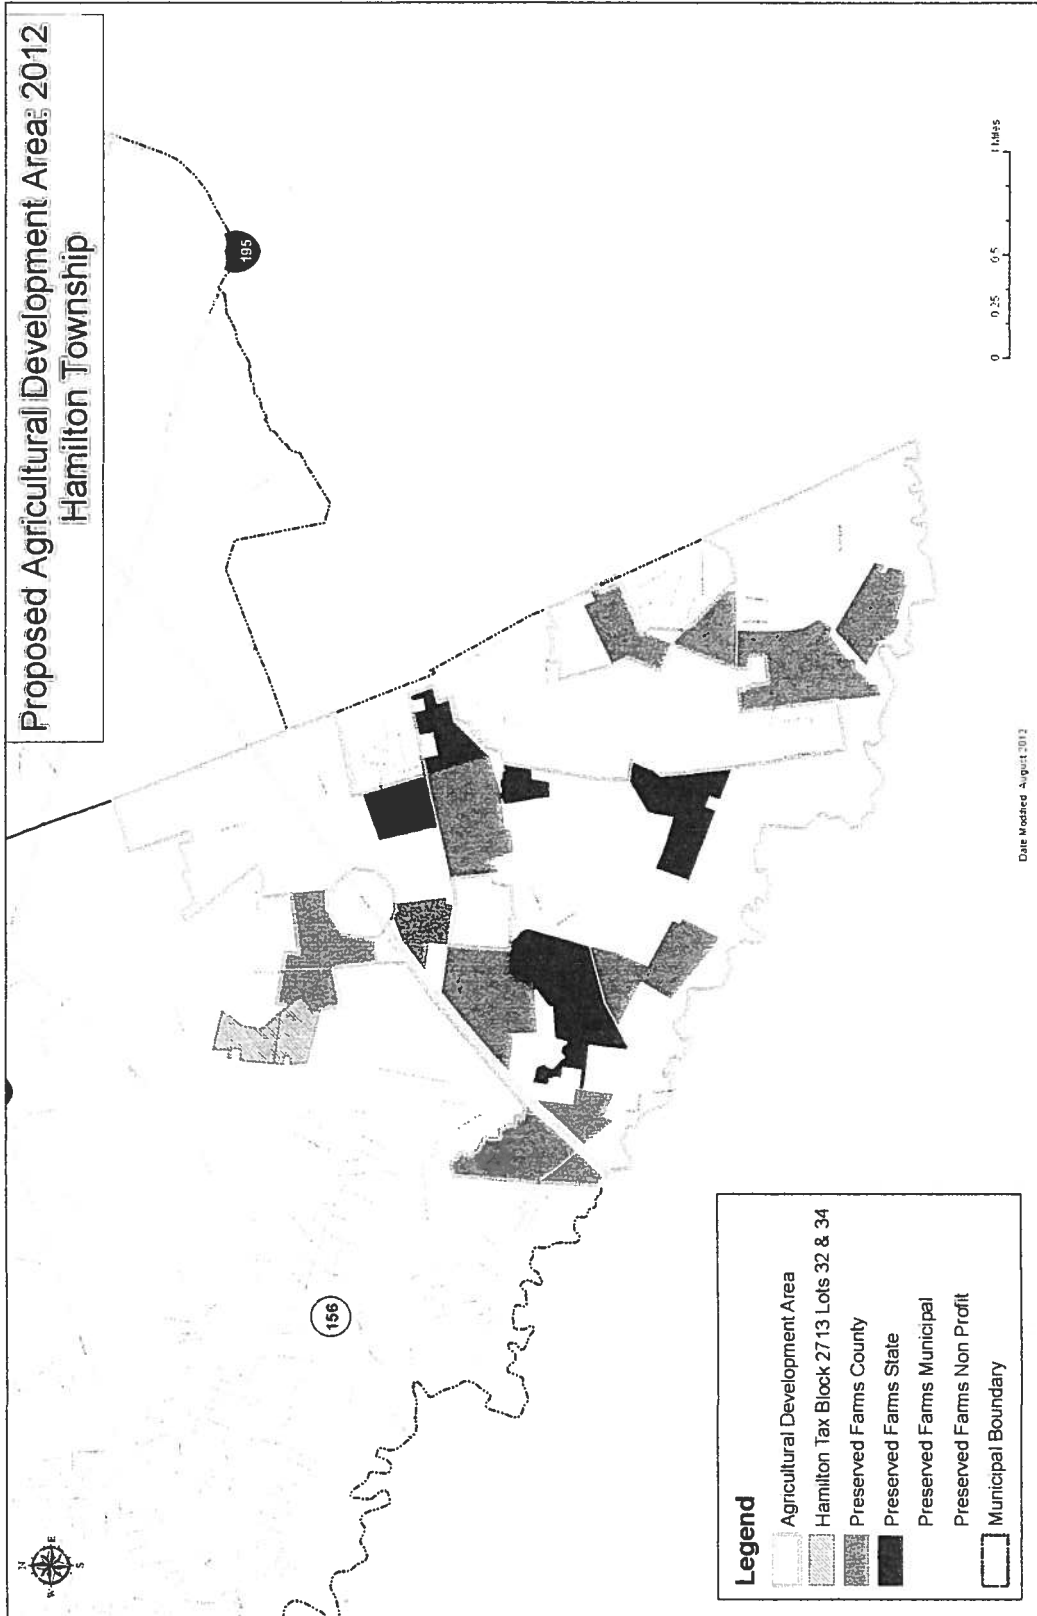 Proposed Agricultural Development Area: 2012
Hamilton Township
195
156
N
W
E
S
Legend
Agricultural Development Area
Hamilton Tax Block 2713 Lots 32 & 34
Preserved Farms County
Preserved Farms State
Preserved Farms Municipal
Preserved Farms Non Profit
Municipal Boundary
0 0.25 0.5 1 Miles
Date Modified August 2012